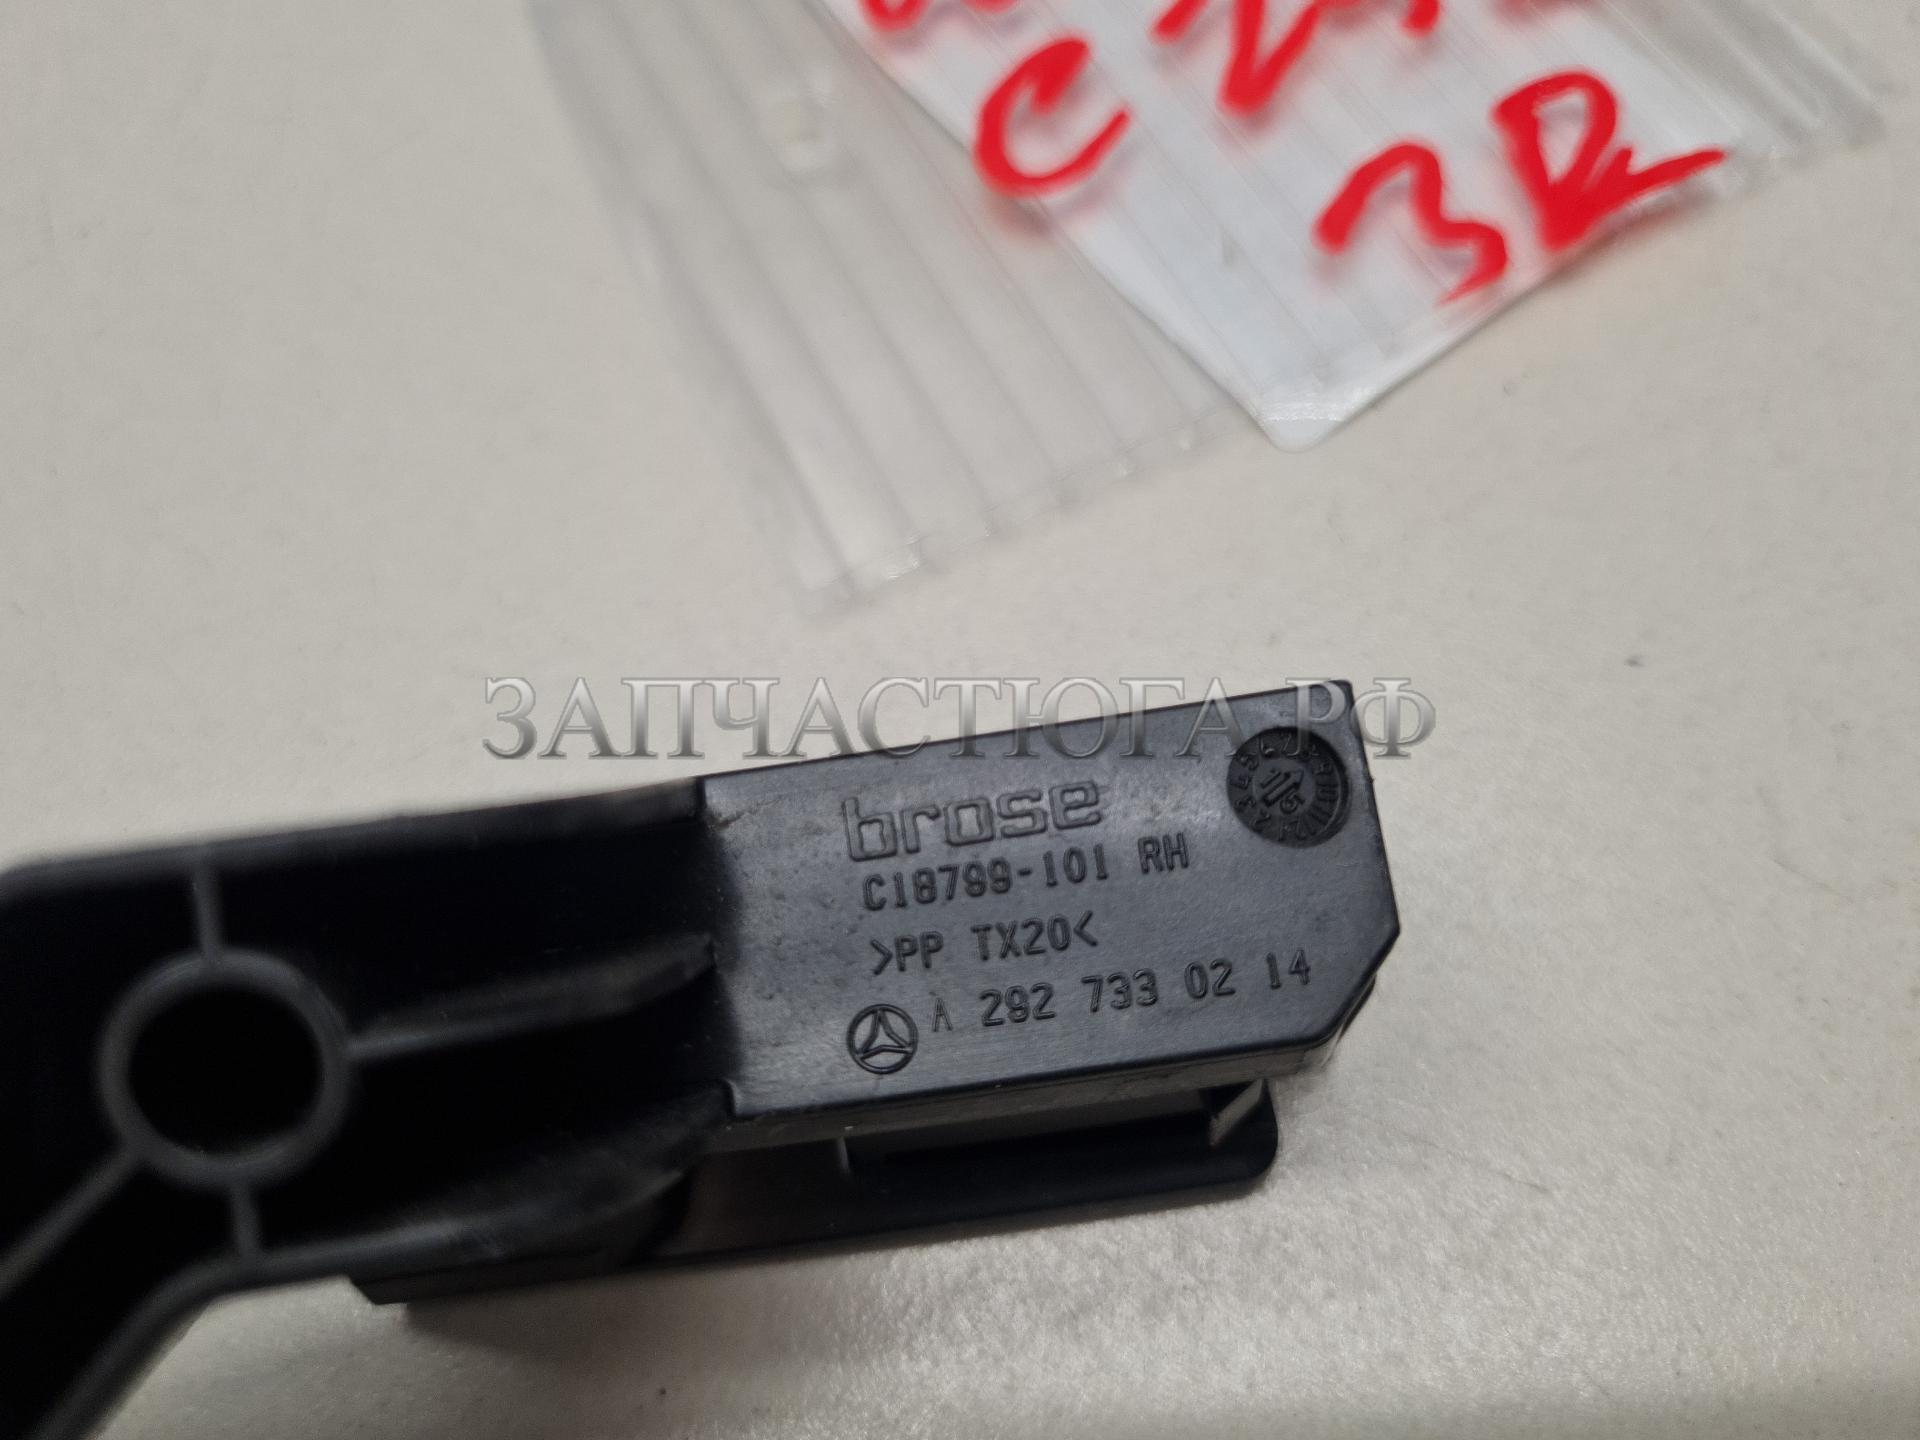 C
3R
ЗАПЧАСТЮГА.РФ
brose
C18799-101 RH
>PP TX20<
A 292 733 02 14